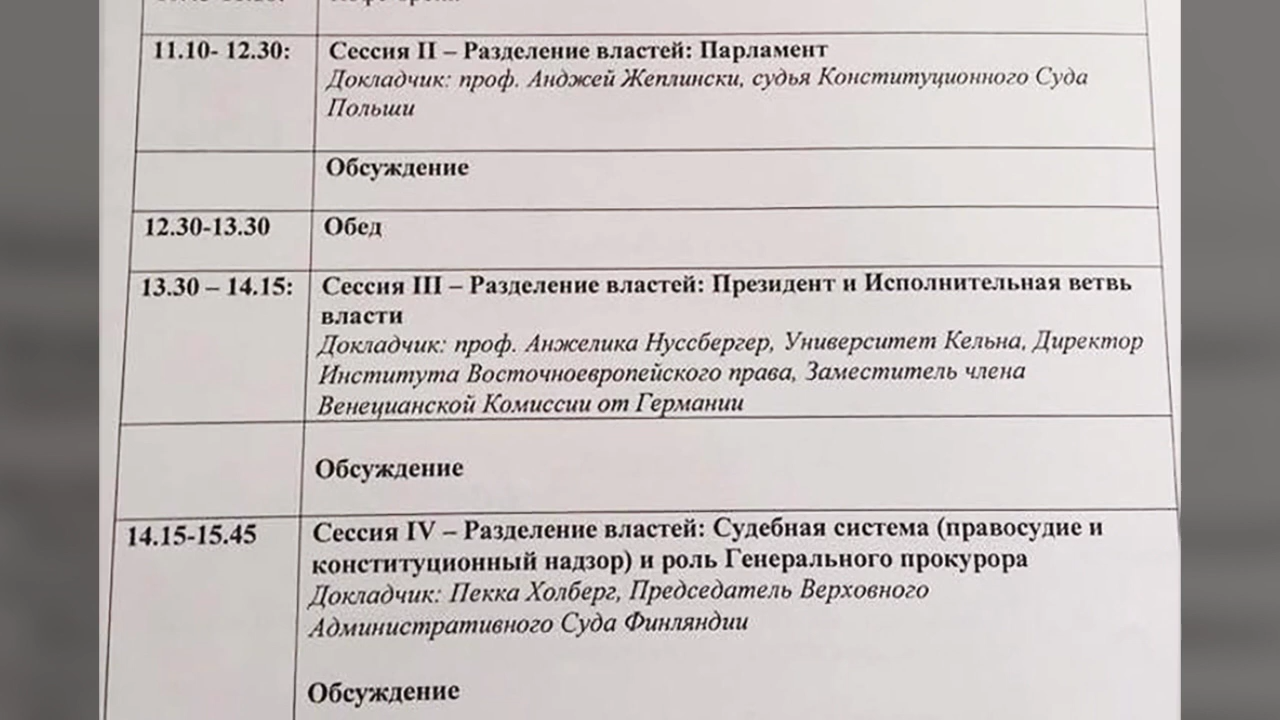 11.10- 12.30:
Сессия II – Разделение властей: Парламент
Докладчик: проф. Анджей Жеплински, судья Конституционного Суда
Польши
Обсуждение
12.30-13.30
Обед
13.30 – 14.15:
Сессия III – Разделение властей: Президент и Исполнительная ветвь
власти
Докладчик: проф. Анжелика Нуссбергер, Университет Кельна, Директор
Института Восточноевропейского права, Заместитель члена
Венецианской Комиссии от Германии
Обсуждение
14.15-15.45
Сессия IV – Разделение властей: Судебная система (правосудие и
конституционный надзор) и роль Генерального прокурора
Докладчик: Пекка Холберг, Председатель Верховного
Административного Суда Финляндии
Обсуждение